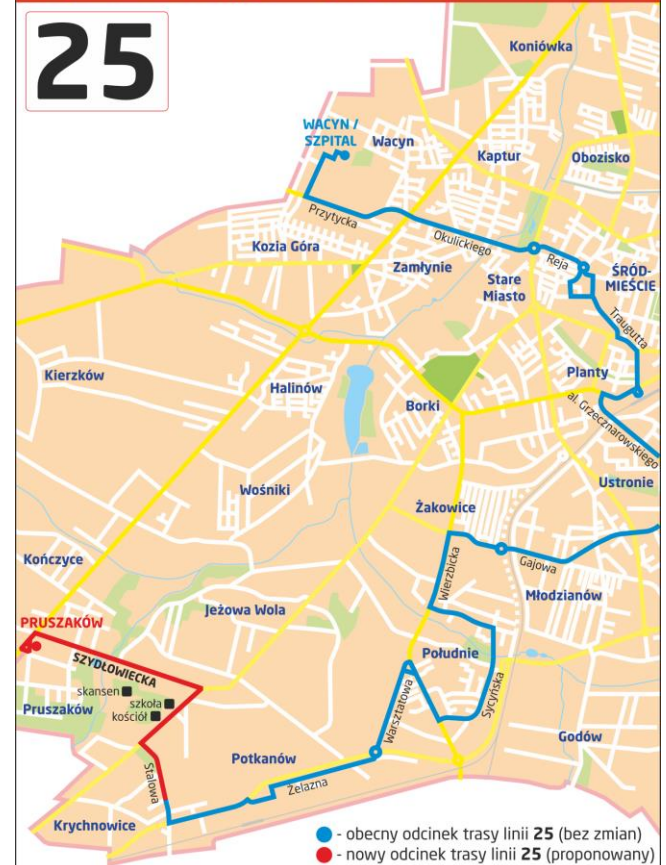 25
Koniówka
WACYN /
SZPITAL
Wacyn
Kaptur
Obozisko
Przytycka
Okulickiego
Reja
Kozia Góra
Zamłynie
Stare
Miasto
ŚRÓD-
MIEŚCIE
Traugutta
Kierzków
Halinów
Borki
Planty
al. Grzecznarowskiego
Ustronie
Wośniki
Żakowice
Kończyce
Wierzbicka
Gajowa
Młodzianów
Jeżowa Wola
PRUSZAKÓW
SZYDŁOWIECKA
Południe
skansen
szkoła
kościół
Pruszaków
Warsztatowa
Sycyńska
Godów
Stalowa
Potkanów
Żelazna
Krychnowice
- obecny odcinek trasy linii 25 (bez zmian)
- nowy odcinek trasy linii 25 (proponowany)